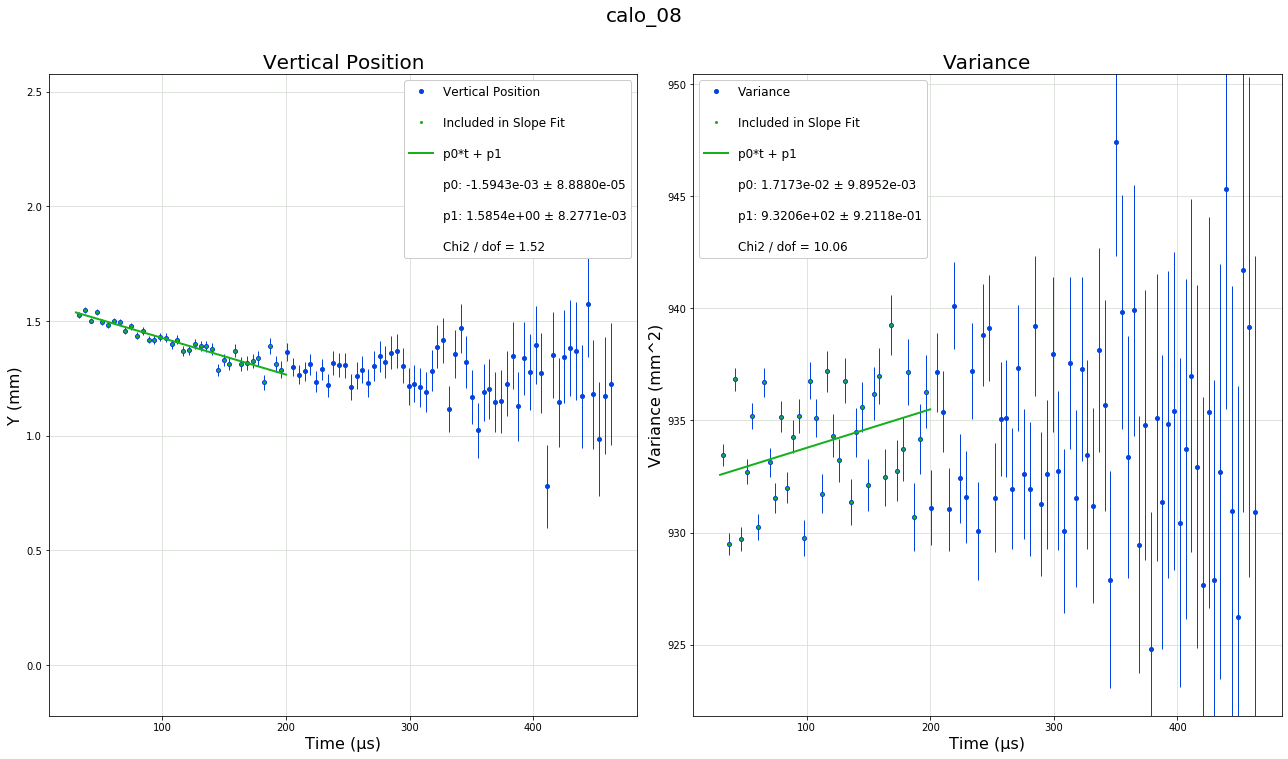 calo_08
Vertical Position
Vertical Position
Included in Slope Fit
p0*t + p1
p0: -1.5943e-03 ± 8.8880e-05
p1: 1.5854e+00 ± 8.2771e-03
Chi2 / dof = 1.52
Y (mm)
2.5
2.0
1.5
1.0
0.5
0.0
100
200
300
400
Time (µs)
Variance
Variance
Included in Slope Fit
p0*t + p1
p0: 1.7173e-02 ± 9.8952e-03
p1: 9.3206e+02 ± 9.2118e-01
Chi2 / dof = 10.06
Variance (mm^2)
950
945
940
935
930
925
100
200
300
400
Time (µs)